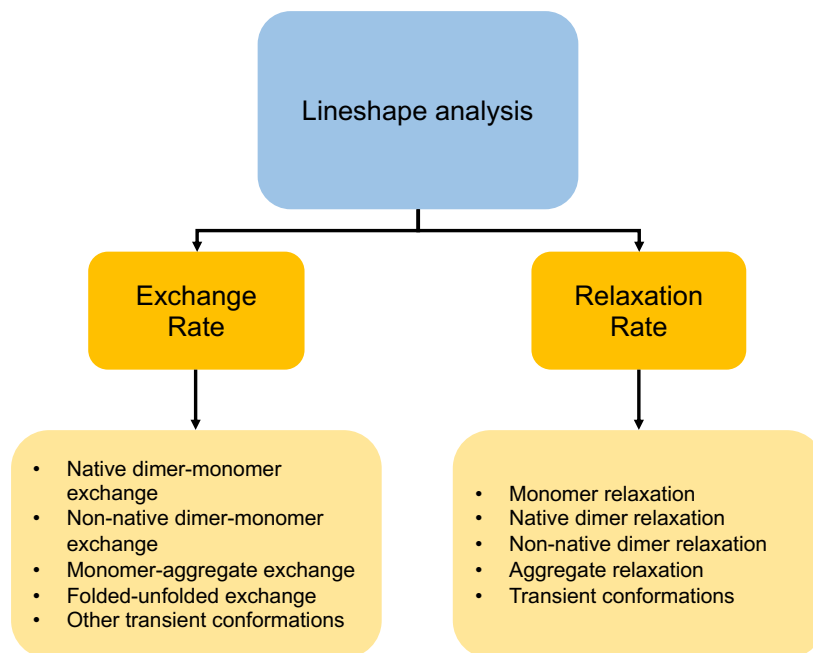 Lineshape analysis
Exchange
Rate
Relaxation
Rate
• Native dimer-monomer
exchange
• Non-native dimer-monomer
exchange
• Monomer-aggregate exchange
• Folded-unfolded exchange
• Other transient conformations
• Monomer relaxation
• Native dimer relaxation
• Non-native dimer relaxation
• Aggregate relaxation
• Transient conformations